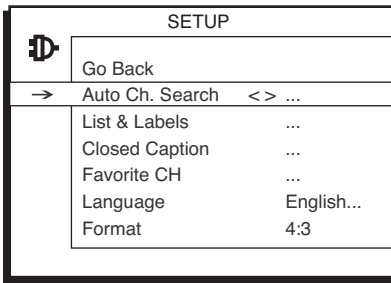 SETUP
Go Back
→ Auto Ch. Search < > ...
List & Labels ...
Closed Caption ...
Favorite CH ...
Language English...
Format 4:3